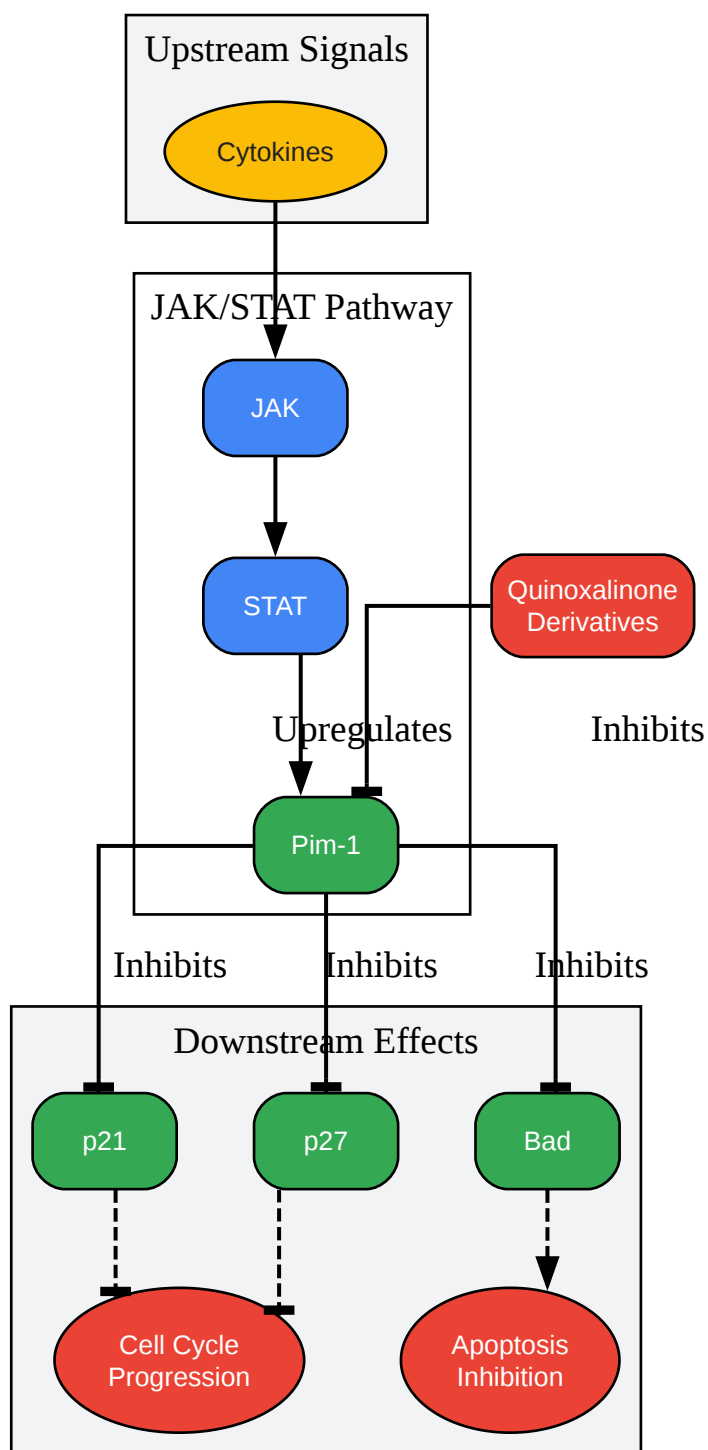 Upstream Signals
Cytokines
JAK/STAT Pathway
JAK
STAT
Quinoxalinone
Derivatives
Upregulates
Inhibits
Pim-1
Inhibits
Inhibits
Inhibits
Downstream Effects
p21
p27
Bad
Cell Cycle
Progression
Apoptosis
Inhibition